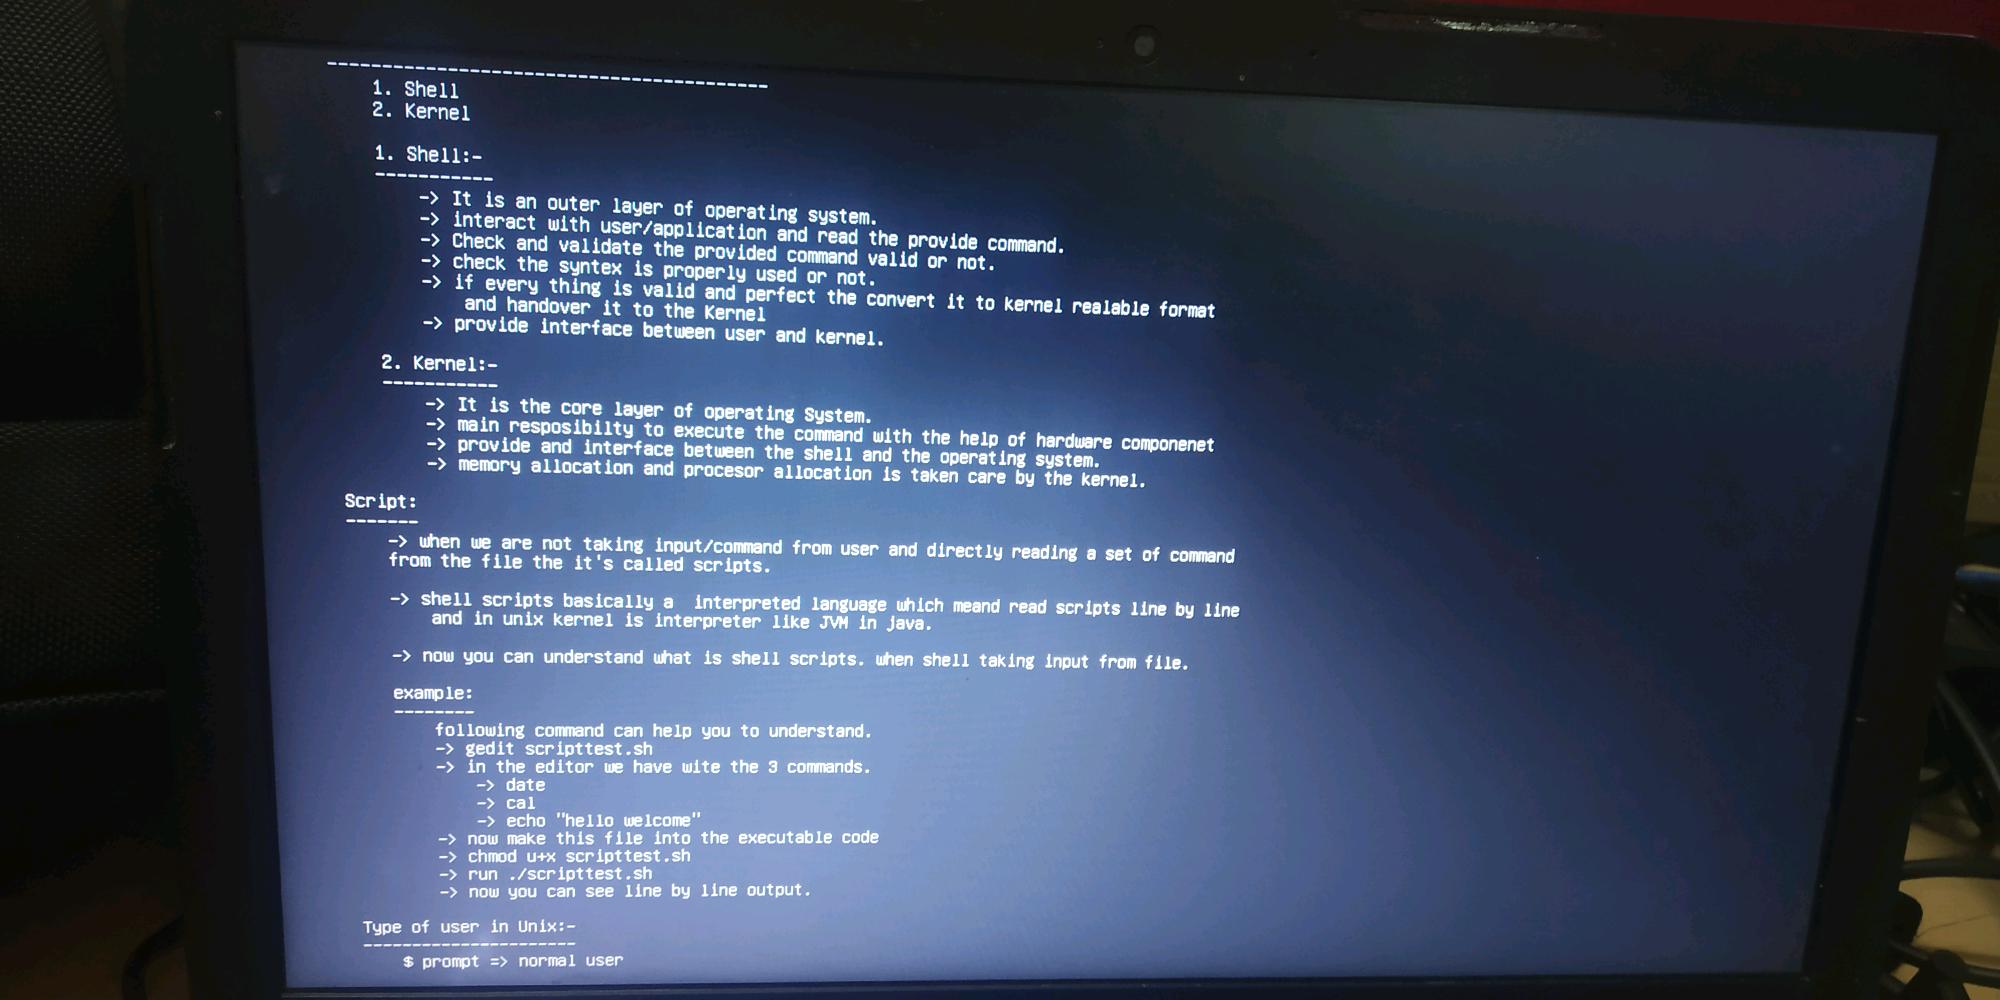 ----------------------------------------
1. Shell
2. Kernel
1. Shell:-
-----------
-> It is an outer layer of operating system.
-> interact with user/application and read the provide command.
-> Check and validate the provided command valid or not.
-> check the syntex is properly used or not.
-> if every thing is valid and perfect the convert it to kernel realable format
and handover it to the Kernel
-> provide interface between user and kernel.
2. Kernel:-
-----------
-> It is the core layer of operating System.
-> main resposibilty to execute the command with the help of hardware componenet
-> provide and interface between the shell and the operating system.
-> memory allocation and procesor allocation is taken care by the kernel.
Script:
-------
-> when we are not taking input/command from user and directly reading a set of command
from the file the it's called scripts.
-> shell scripts basically a  interpreted language which meand read scripts line by line
and in unix kernel is interpreter like JVM in java.
-> now you can understand what is shell scripts. when shell taking input from file.
example:
--------
following command can help you to understand.
-> gedit scripttest.sh
-> in the editor we have wite the 3 commands.
-> date
-> cal
-> echo "hello welcome"
-> now make this file into the executable code
-> chmod u+x scripttest.sh
-> run ./scripttest.sh
-> now you can see line by line output.
Type of user in Unix:-
----------------------
$ prompt => normal user